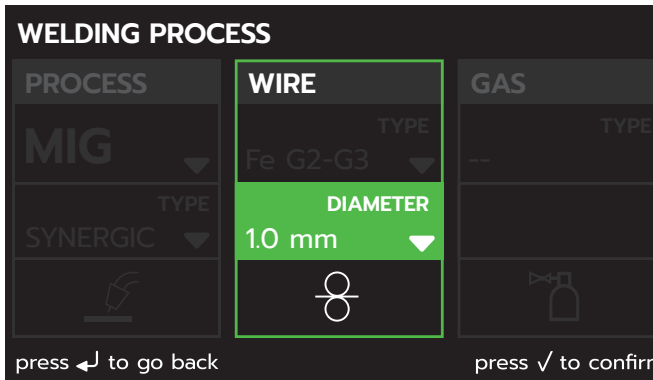 WELDING PROCESS
PROCESS
MIG
TYPE
SYNERGIC
WIRE
TYPE
Fe G2-G3
DIAMETER
1.0 mm
GAS
TYPE
--
press ↲ to go back
press √ to confirm